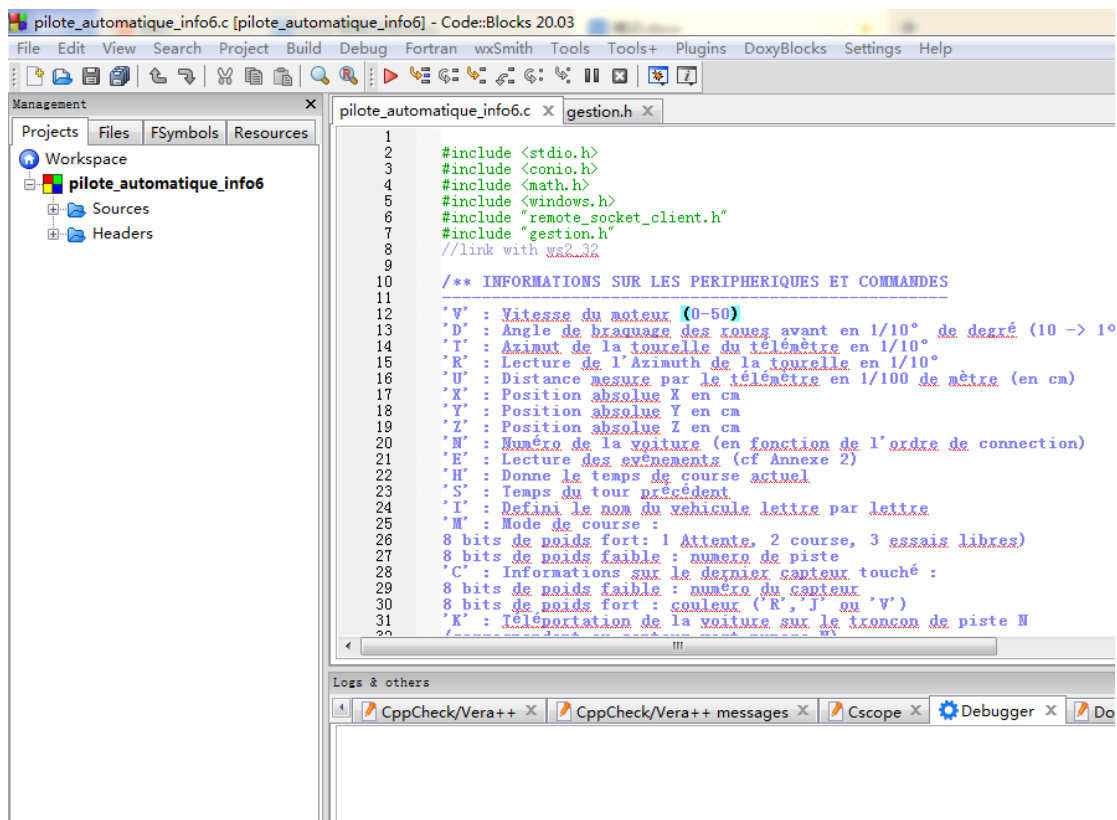 pilote_automatique_info6.c [pilote_automatique_info6] - Code::Blocks 20.03
File Edit View Search Project Build Debug Fortran wxSmith Tools Tools+ Plugins DoxyBlocks Settings Help
Management
Projects Files FSymbols Resources
Workspace
pilote_automatique_info6
Sources
Headers
pilote_automatique_info6.c gestion.h
1
2 #include <stdio.h>
3 #include <conio.h>
4 #include <math.h>
5 #include <windows.h>
6 #include "remote_socket_client.h"
7 #include "gestion.h"
8 //link with ws2_32
9
10 /** INFORMATIONS SUR LES PERIPHERIQUES ET COMMANDES
11 ----------------------------------------------------
12 'V' : Vitesse du moteur (0-50)
13 'D' : Angle de braquage des roues avant en 1/10° de degré (10 -> 1°
14 'T' : Azimut de la tourelle du télémètre en 1/10°
15 'R' : Lecture de l'Azimuth de la tourelle en 1/10°
16 'U' : Distance mesure par le télémètre en 1/100 de mètre (en cm)
17 'X' : Position absolue X en cm
18 'Y' : Position absolue Y en cm
19 'Z' : Position absolue Z en cm
20 'N' : Numéro de la voiture (en fonction de l'ordre de connection)
21 'E' : Lecture des evènements (cf Annexe 2)
22 'H' : Donne le temps de course actuel
23 'S' : Temps du tour précédent
24 'I' : Defini le nom du vehicule lettre par lettre
25 'M' : Mode de course :
26 8 bits de poids fort: 1 Attente, 2 course, 3 essais libres)
27 8 bits de poids faible : numero de piste
28 'C' : Informations sur le dernier capteur touché :
29 8 bits de poids faible : numéro du capteur
30 8 bits de poids fort : couleur ('R','J' ou 'V')
31 'K' : Téléportation de la voiture sur le troncon de piste N
Logs & others
CppCheck/Vera++ CppCheck/Vera++ messages Cscope Debugger Do